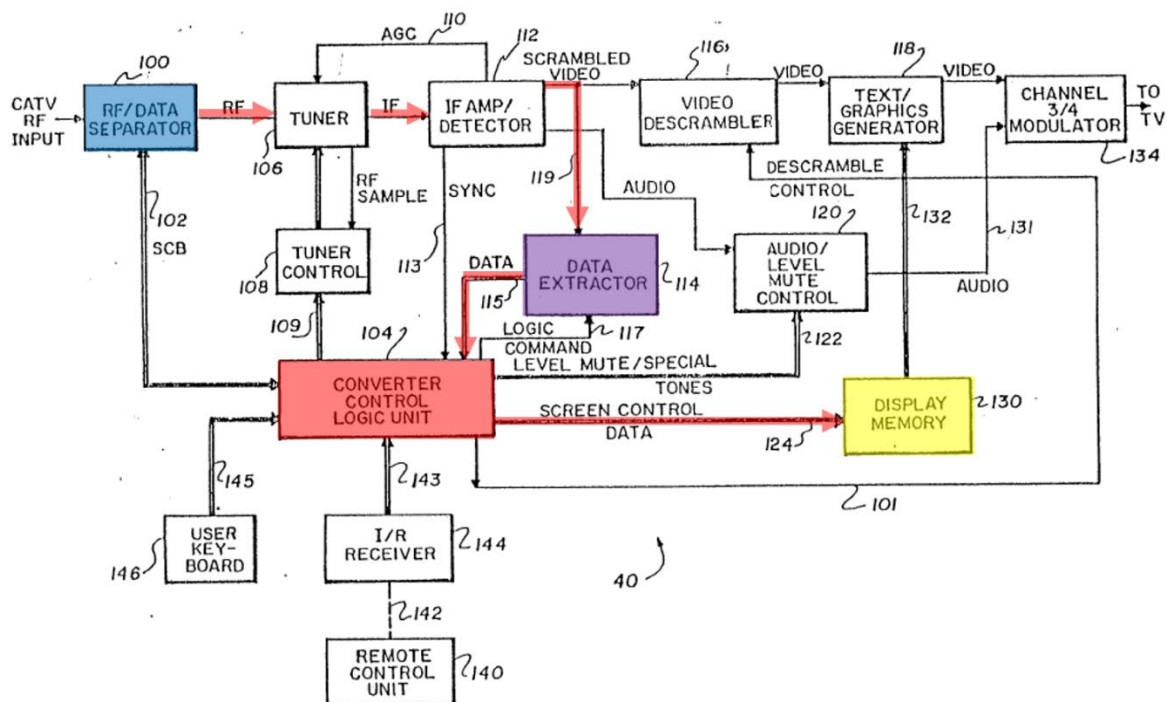 110
AGC
112
SCRAMBLED
VIDEO
116
VIDEO
118
VIDEO
100
CATV
RF
INPUT
RF/DATA
SEPARATOR
RF
TUNER
IF
IF AMP/
DETECTOR
VIDEO
DESCRAMBLER
TEXT/
GRAPHICS
GENERATOR
CHANNEL
3/4
MODULATOR
TO
TV
134
106
RF
SAMPLE
SYNC
119
AUDIO
DESCRAMBLE
CONTROL
102
SCB
108
TUNER
CONTROL
113
DATA
115
DATA
EXTRACTOR
114
120
AUDIO/
LEVEL
MUTE
CONTROL
132
131
AUDIO
109
104
LOGIC
COMMAND
117
LEVEL MUTE/SPECIAL
TONES
122
CONVERTER
CONTROL
LOGIC UNIT
SCREEN CONTROL
DATA
124
DISPLAY
MEMORY
130
145
143
101
USER
KEY-
BOARD
146
I/R
RECEIVER
144
40
142
REMOTE
CONTROL
UNIT
140